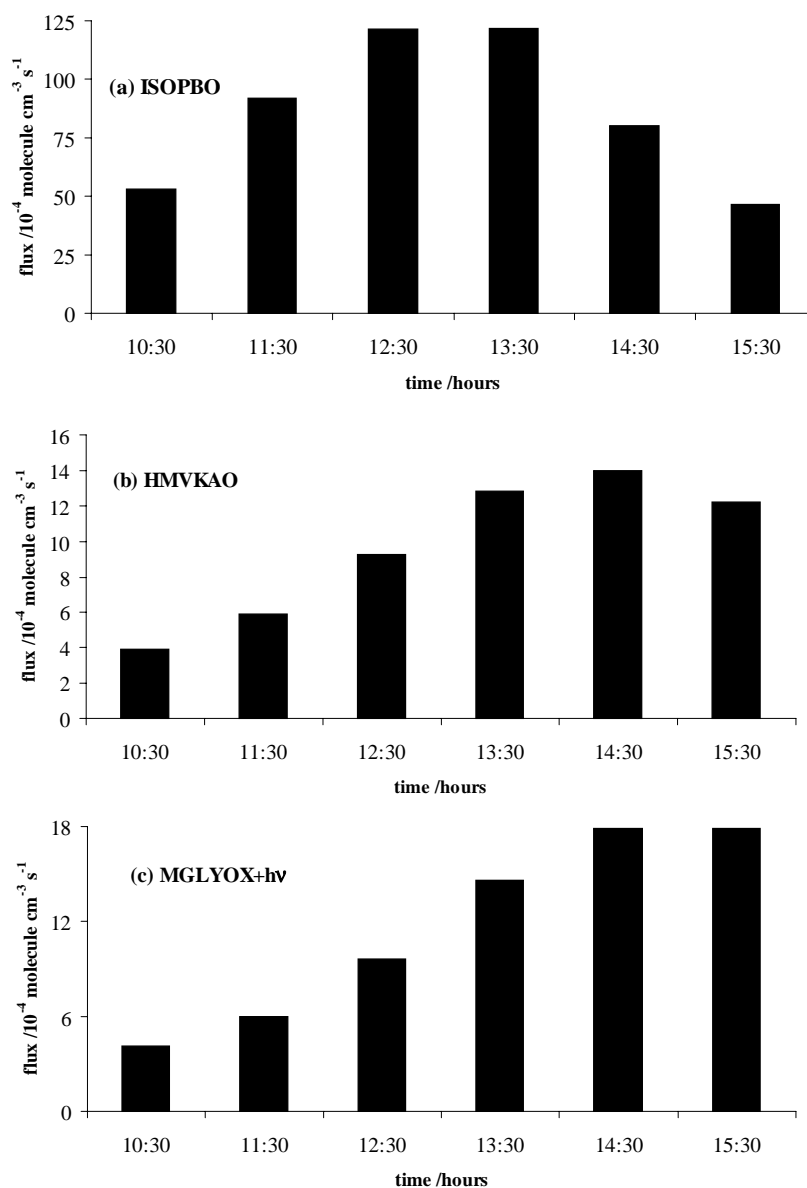 125
100
75
50
25
0
(a) ISOPBO
flux /10⁻⁴ molecule cm⁻³ s⁻¹
10:30 11:30 12:30 13:30 14:30 15:30
time /hours
16
14
12
10
8
6
4
2
0
(b) HMVKAO
flux /10⁻⁴ molecule cm⁻³ s⁻¹
10:30 11:30 12:30 13:30 14:30 15:30
time /hours
18
12
6
0
(c) MGLYOX+hν
flux /10⁻⁴ molecule cm⁻³ s⁻¹
10:30 11:30 12:30 13:30 14:30 15:30
time /hours